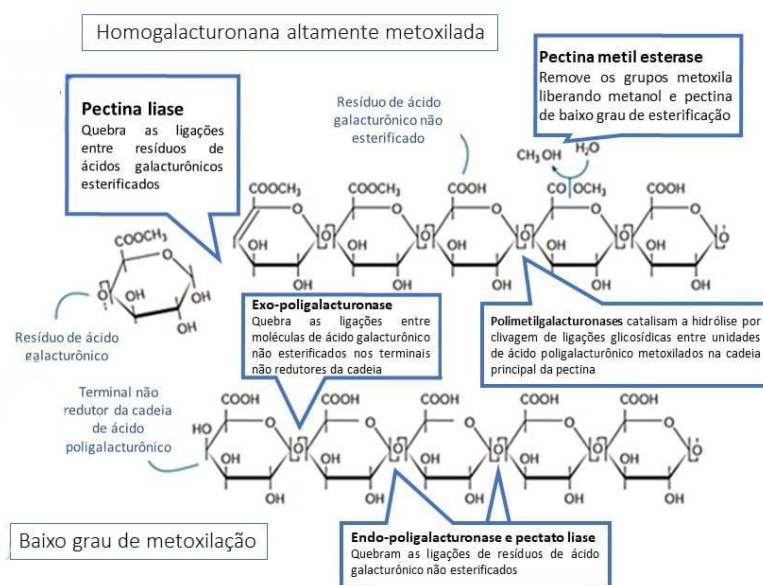 Homogalacturonana altamente metoxilada
Pectina metil esterase
Remove os grupos metoxila
liberando metanol e pectina
de baixo grau de esterificação
Pectina liase
Quebra as ligações
entre resíduos de
ácidos galacturônicos
esterificados
Resíduo de ácido
galacturônico não
esterificado
CH3 OH
H2O
COOCH3
COOCH3
COOH
CO OCH3
COOH
O
O
O
O
O
OH
O
OH
O
OH
O
OH
O
OH
O
OH
OH
OH
OH
OH
COOCH3
O
O
OH
OH
OH
Resíduo de ácido
galacturônico
Exo-poligalacturonase
Quebra as ligações entre
moléculas de ácido galacturônico
não esterificados nos terminais
não redutores da cadeia
Polimetilgalacturonases catalisam a hidrólise por
clivagem de ligações glicosídicas entre unidades
de ácido poligalacturônico metoxilados na cadeia
principal da pectina
Terminal não
redutor da cadeia
de ácido
poligalacturônico
COOH
COOH
COOH
COOH
COOH
HO
O
O
O
O
O
OH
O
OH
O
OH
O
OH
O
OH
O
OH
OH
OH
OH
OH
Baixo grau de metoxilação
Endo-poligalacturonase e pectato liase
Quebram as ligações de resíduos de ácido
galacturônico não esterificados